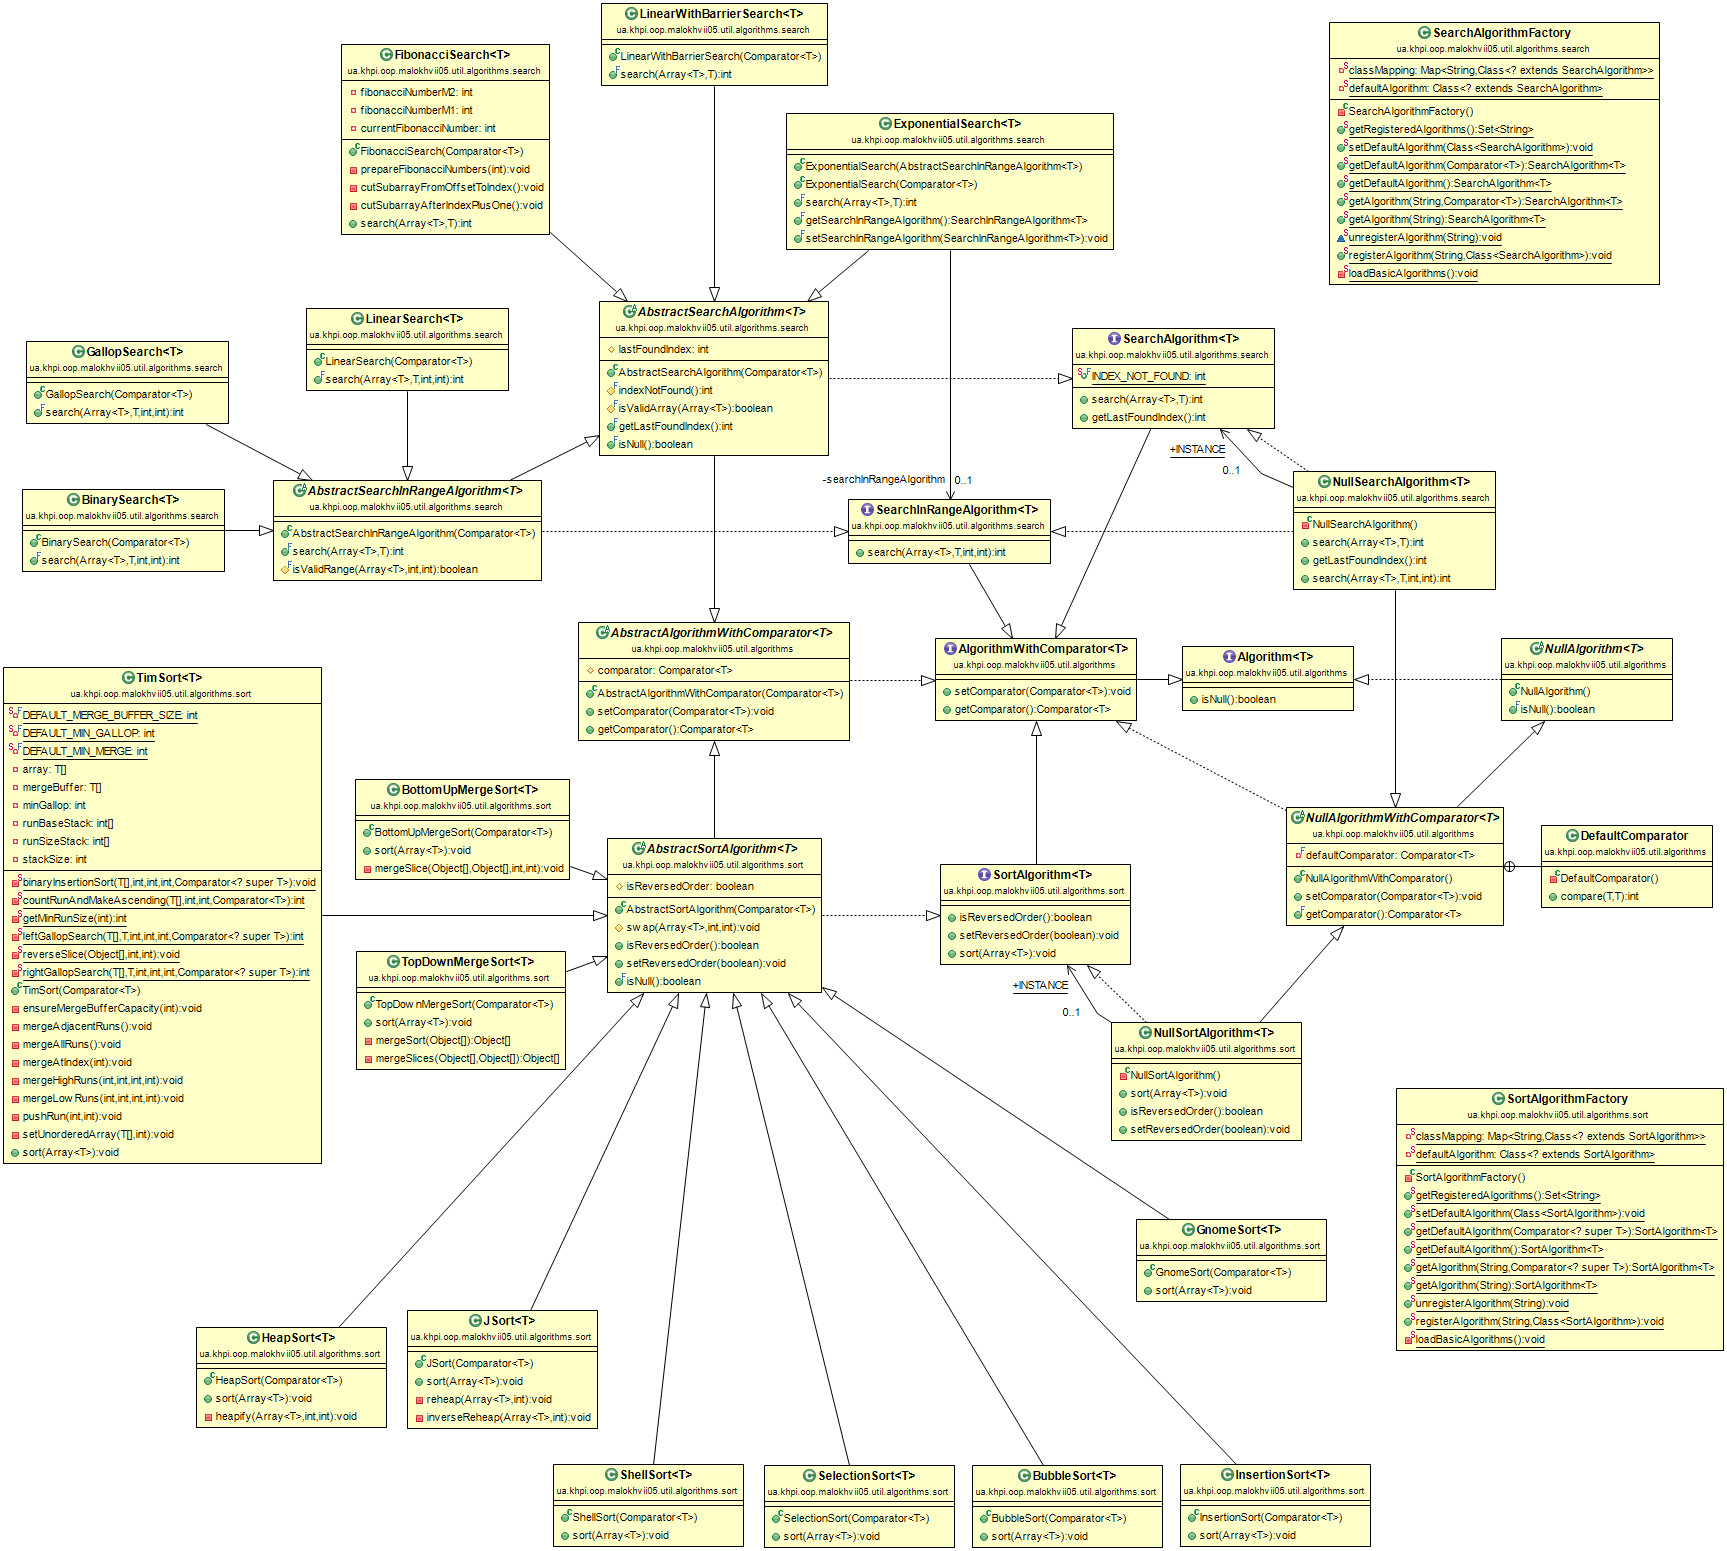 LinearWithBarrierSearch<T>
ua.khpi.oop.malokhvii05.util.algorithms.search
LinearWithBarrierSearch(Comparator<T>)
search(Array<T>,T):int
FibonacciSearch<T>
ua.khpi.oop.malokhvii05.util.algorithms.search
fibonacciNumberM2: int
fibonacciNumberM1: int
currentFibonacciNumber: int
FibonacciSearch(Comparator<T>)
prepareFibonacciNumbers(int):void
cutSubarrayFromOffsetToIndex():void
cutSubarrayAfterIndexPlusOne():void
search(Array<T>,T):int
ExponentialSearch<T>
ua.khpi.oop.malokhvii05.util.algorithms.search
ExponentialSearch(AbstractSearchInRangeAlgorithm<T>)
ExponentialSearch(Comparator<T>)
search(Array<T>,T):int
getSearchInRangeAlgorithm():SearchInRangeAlgorithm<T>
setSearchInRangeAlgorithm(SearchInRangeAlgorithm<T>):void
SearchAlgorithmFactory
ua.khpi.oop.malokhvii05.util.algorithms.search
classMapping: Map<String,Class<? extends SearchAlgorithm>>
defaultAlgorithm: Class<? extends SearchAlgorithm>
SearchAlgorithmFactory()
getRegisteredAlgorithms():Set<String>
setDefaultAlgorithm(Class<SearchAlgorithm>):void
getDefaultAlgorithm(Comparator<T>):SearchAlgorithm<T>
getDefaultAlgorithm():SearchAlgorithm<T>
getAlgorithm(String,Comparator<T>):SearchAlgorithm<T>
getAlgorithm(String):SearchAlgorithm<T>
unregisterAlgorithm(String):void
registerAlgorithm(String,Class<SearchAlgorithm>):void
loadBasicAlgorithms():void
GallopSearch<T>
ua.khpi.oop.malokhvii05.util.algorithms.search
GallopSearch(Comparator<T>)
search(Array<T>,T,int,int):int
LinearSearch<T>
ua.khpi.oop.malokhvii05.util.algorithms.search
LinearSearch(Comparator<T>)
search(Array<T>,T,int,int):int
AbstractSearchAlgorithm<T>
ua.khpi.oop.malokhvii05.util.algorithms.search
lastFoundIndex: int
AbstractSearchAlgorithm(Comparator<T>)
indexNotFound():int
isValidArray(Array<T>):boolean
getLastFoundIndex():int
isNull():boolean
SearchAlgorithm<T>
ua.khpi.oop.malokhvii05.util.algorithms.search
INDEX_NOT_FOUND: int
search(Array<T>,T):int
getLastFoundIndex():int
+INSTANCE
0..1
BinarySearch<T>
ua.khpi.oop.malokhvii05.util.algorithms.search
BinarySearch(Comparator<T>)
search(Array<T>,T,int,int):int
AbstractSearchInRangeAlgorithm<T>
ua.khpi.oop.malokhvii05.util.algorithms.search
AbstractSearchInRangeAlgorithm(Comparator<T>)
search(Array<T>,T):int
isValidRange(Array<T>,int,int):boolean
-searchInRangeAlgorithm
0..1
SearchInRangeAlgorithm<T>
ua.khpi.oop.malokhvii05.util.algorithms.search
search(Array<T>,T,int,int):int
NullSearchAlgorithm<T>
ua.khpi.oop.malokhvii05.util.algorithms.search
NullSearchAlgorithm()
search(Array<T>,T):int
getLastFoundIndex():int
search(Array<T>,T,int,int):int
AbstractAlgorithmWithComparator<T>
ua.khpi.oop.malokhvii05.util.algorithms
comparator: Comparator<T>
AbstractAlgorithmWithComparator(Comparator<T>)
setComparator(Comparator<T>):void
getComparator():Comparator<T>
AlgorithmWithComparator<T>
ua.khpi.oop.malokhvii05.util.algorithms
setComparator(Comparator<T>):void
getComparator():Comparator<T>
Algorithm<T>
ua.khpi.oop.malokhvii05.util.algorithms
isNull():boolean
NullAlgorithm<T>
ua.khpi.oop.malokhvii05.util.algorithms
NullAlgorithm()
isNull():boolean
TimSort<T>
ua.khpi.oop.malokhvii05.util.algorithms.sort
DEFAULT_MERGE_BUFFER_SIZE: int
DEFAULT_MIN_GALLOP: int
DEFAULT_MIN_MERGE: int
array: T[]
mergeBuffer: T[]
minGallop: int
runBaseStack: int[]
runSizeStack: int[]
stackSize: int
binaryInsertionSort(T[],int,int,int,Comparator<? super T>):void
countRunAndMakeAscending(T[],int,int,Comparator<T>):int
getMinRunSize(int):int
leftGallopSearch(T[],T,int,int,int,Comparator<? super T>):int
reverseSlice(Object[],int,int):void
rightGallopSearch(T[],T,int,int,int,Comparator<? super T>):int
TimSort(Comparator<T>)
ensureMergeBufferCapacity(int):void
mergeAdjacentRuns():void
mergeAllRuns():void
mergeAtIndex(int):void
mergeHighRuns(int,int,int,int):void
mergeLowRuns(int,int,int,int):void
pushRun(int,int):void
setUnorderedArray(T[],int):void
sort(Array<T>):void
BottomUpMergeSort<T>
ua.khpi.oop.malokhvii05.util.algorithms.sort
BottomUpMergeSort(Comparator<T>)
sort(Array<T>):void
mergeSlice(Object[],Object[],int,int):void
AbstractSortAlgorithm<T>
ua.khpi.oop.malokhvii05.util.algorithms.sort
isReversedOrder: boolean
AbstractSortAlgorithm(Comparator<T>)
swap(Array<T>,int,int):void
isReversedOrder():boolean
setReversedOrder(boolean):void
isNull():boolean
SortAlgorithm<T>
ua.khpi.oop.malokhvii05.util.algorithms.sort
isReversedOrder():boolean
setReversedOrder(boolean):void
sort(Array<T>):void
NullAlgorithmWithComparator<T>
ua.khpi.oop.malokhvii05.util.algorithms
defaultComparator: Comparator<T>
NullAlgorithmWithComparator()
setComparator(Comparator<T>):void
getComparator():Comparator<T>
DefaultComparator
ua.khpi.oop.malokhvii05.util.algorithms
DefaultComparator()
compare(T,T):int
TopDownMergeSort<T>
ua.khpi.oop.malokhvii05.util.algorithms.sort
TopDownMergeSort(Comparator<T>)
sort(Array<T>):void
mergeSort(Object[]):Object[]
mergeSlices(Object[],Object[]):Object[]
+INSTANCE
0..1
NullSortAlgorithm<T>
ua.khpi.oop.malokhvii05.util.algorithms.sort
NullSortAlgorithm()
sort(Array<T>):void
isReversedOrder():boolean
setReversedOrder(boolean):void
SortAlgorithmFactory
ua.khpi.oop.malokhvii05.util.algorithms.sort
classMapping: Map<String,Class<? extends SortAlgorithm>>
defaultAlgorithm: Class<? extends SortAlgorithm>
SortAlgorithmFactory()
getRegisteredAlgorithms():Set<String>
setDefaultAlgorithm(Class<SortAlgorithm>):void
getDefaultAlgorithm(Comparator<? super T>):SortAlgorithm<T>
getDefaultAlgorithm():SortAlgorithm<T>
getAlgorithm(String,Comparator<? super T>):SortAlgorithm<T>
getAlgorithm(String):SortAlgorithm<T>
unregisterAlgorithm(String):void
registerAlgorithm(String,Class<SortAlgorithm>):void
loadBasicAlgorithms():void
GnomeSort<T>
ua.khpi.oop.malokhvii05.util.algorithms.sort
GnomeSort(Comparator<T>)
sort(Array<T>):void
HeapSort<T>
ua.khpi.oop.malokhvii05.util.algorithms.sort
HeapSort(Comparator<T>)
sort(Array<T>):void
heapify(Array<T>,int,int):void
JSort<T>
ua.khpi.oop.malokhvii05.util.algorithms.sort
JSort(Comparator<T>)
sort(Array<T>):void
reheap(Array<T>,int):void
inverseReheap(Array<T>,int):void
ShellSort<T>
ua.khpi.oop.malokhvii05.util.algorithms.sort
ShellSort(Comparator<T>)
sort(Array<T>):void
SelectionSort<T>
ua.khpi.oop.malokhvii05.util.algorithms.sort
SelectionSort(Comparator<T>)
sort(Array<T>):void
BubbleSort<T>
ua.khpi.oop.malokhvii05.util.algorithms.sort
BubbleSort(Comparator<T>)
sort(Array<T>):void
InsertionSort<T>
ua.khpi.oop.malokhvii05.util.algorithms.sort
InsertionSort(Comparator<T>)
sort(Array<T>):void